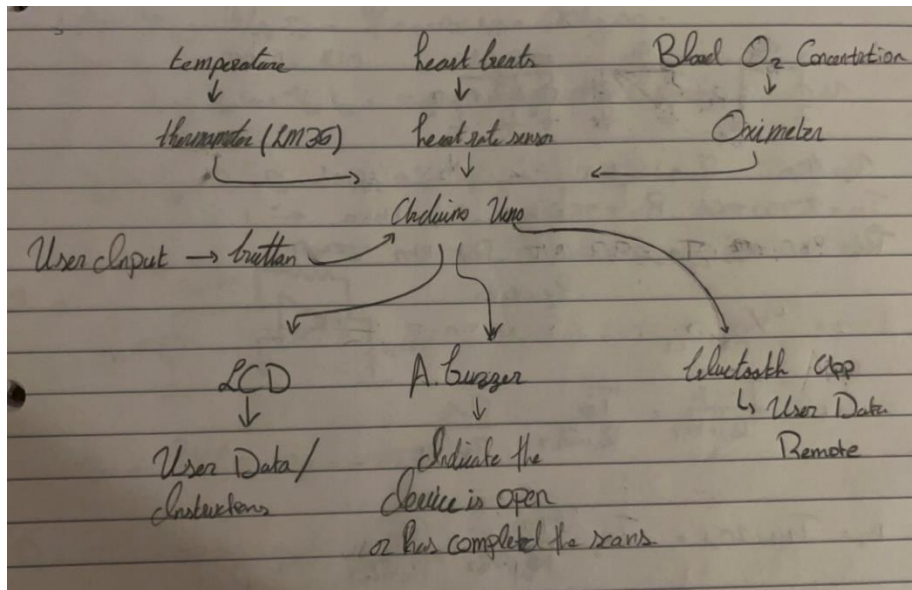 temperature heart beats Blood O₂ Concentration
thermometer (LM35) heart rate sensor Oximeter
Arduino Uno
User Input → button
LCD A. buzzer bluetooth App
↳ User Data
Remote
User Data/
Instructions
Indicate the
device is open
or has completed the scans